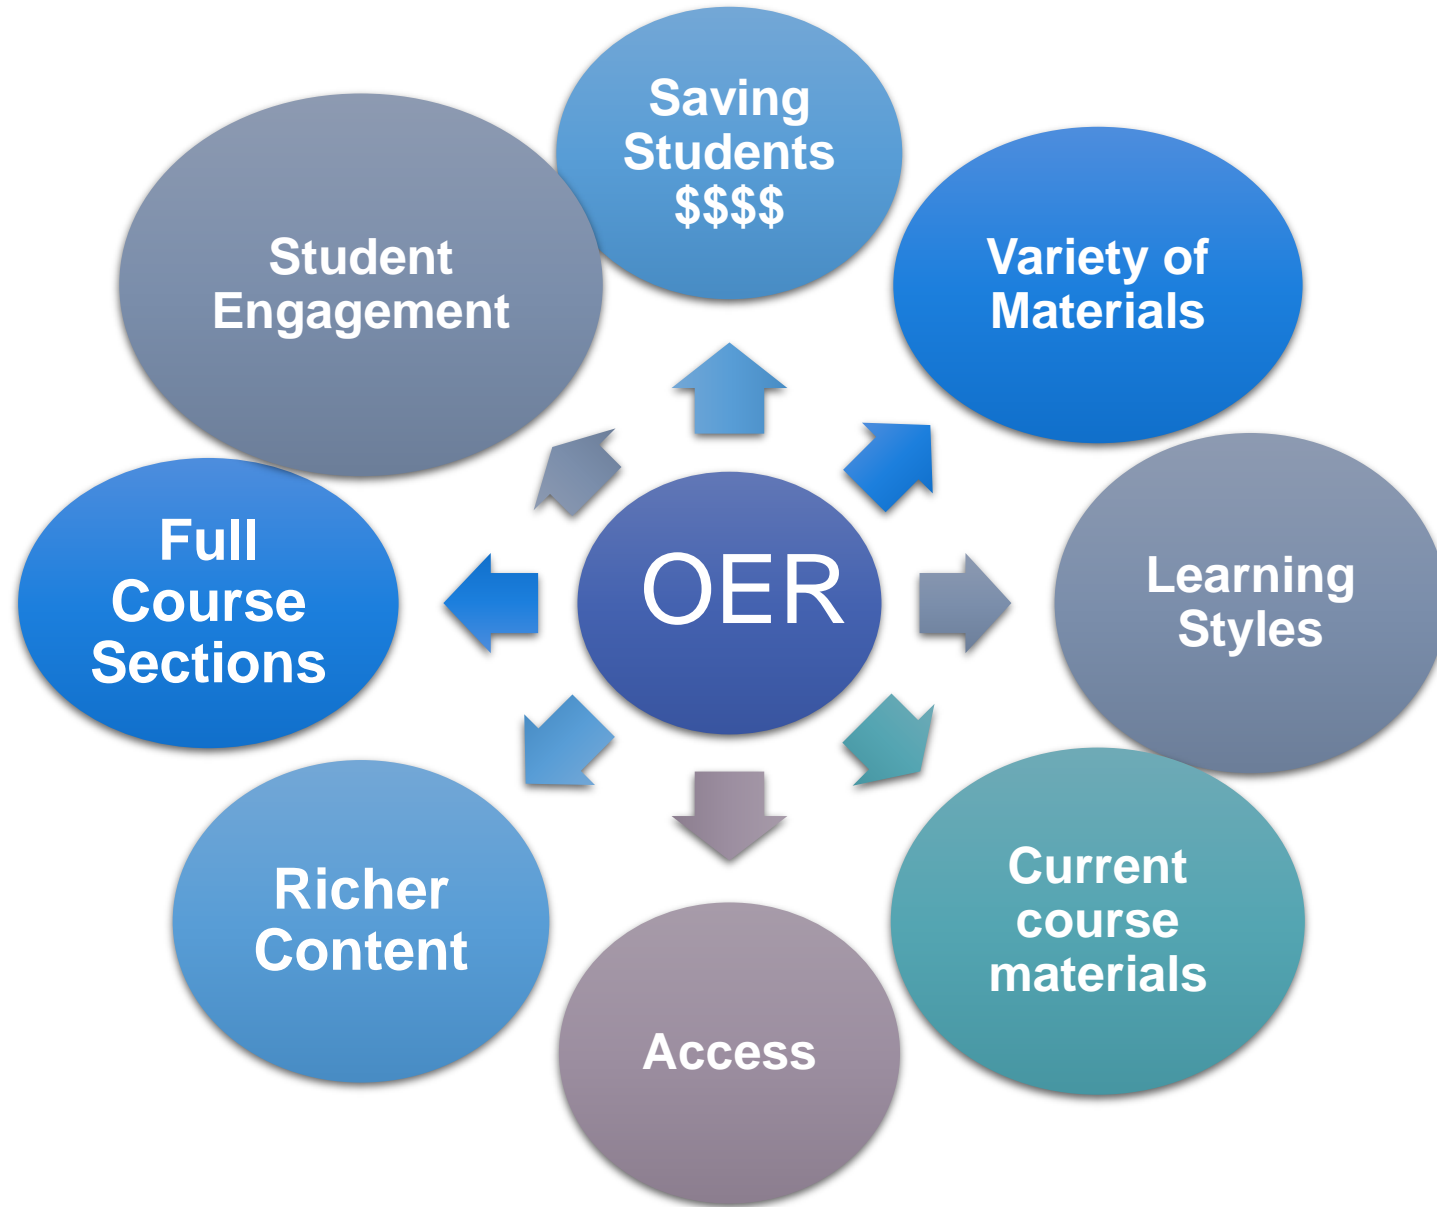 Saving
Students
$$$$
Variety of
Materials
Learning
Styles
Current
course
materials
Access
Richer
Content
Full
Course
Sections
Student
Engagement
OER